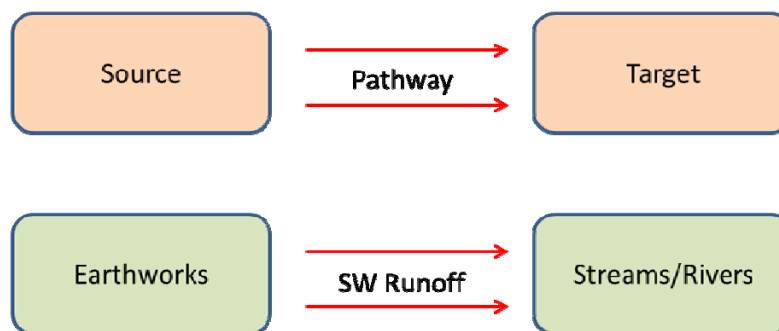 Source
Pathway
Target
Earthworks
SW Runoff
Streams/Rivers